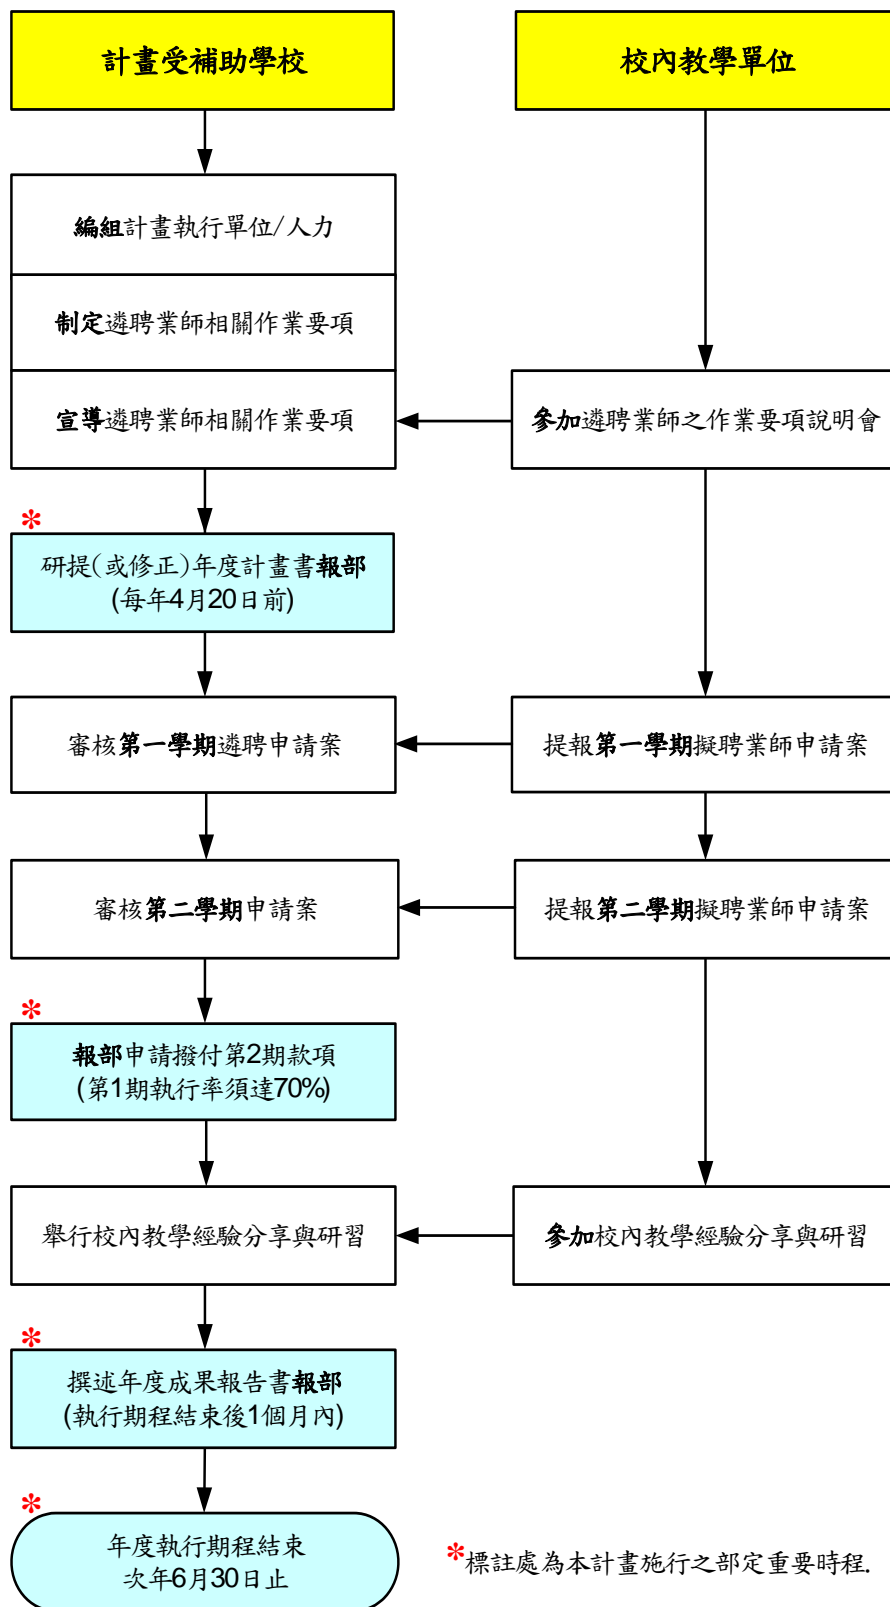 計畫受補助學校
校內教學單位
編組計畫執行單位/人力
制定遴聘業師相關作業要項
宣導遴聘業師相關作業要項
參加遴聘業師之作業要項說明會
*
研提(或修正)年度計畫書報部
(每年4月20日前)
審核第一學期遴聘申請案
提報第一學期擬聘業師申請案
審核第二學期申請案
提報第二學期擬聘業師申請案
*
報部申請撥付第2期款項
(第1期執行率須達70%)
舉行校內教學經驗分享與研習
參加校內教學經驗分享與研習
*
撰述年度成果報告書報部
(執行期程結束後1個月內)
*
年度執行期程結束
次年6月30日止
*標註處為本計畫施行之部定重要時程.